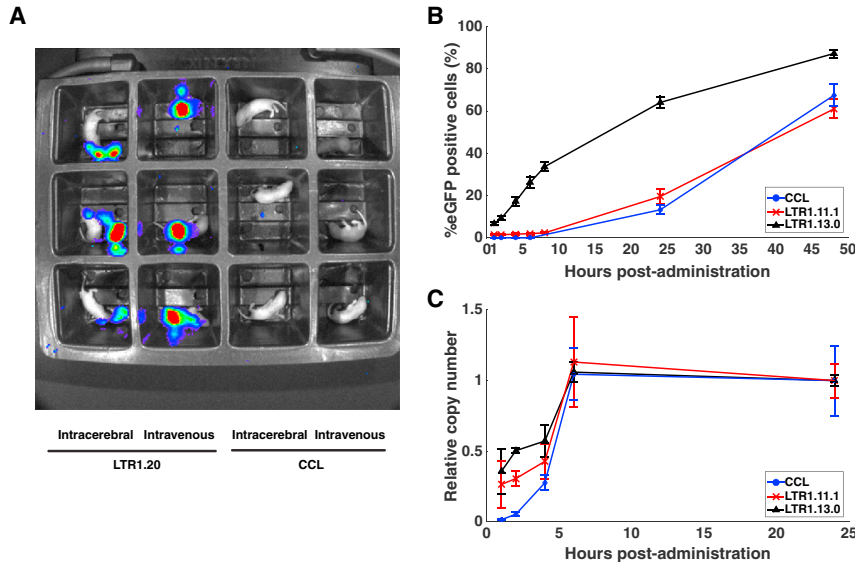 A
Intracerebral Intravenous Intracerebral Intravenous
LTR1.20 CCL
B
%eGFP positive cells (%)
100
80
60
40
20
0
01 5 10 15 20 25 30 35 40 45 50
Hours post-administration
CCL
LTR1.11.1
LTR1.13.0
C
Relative copy number
1.5
1
0.5
0
0 5 10 15 20 25
Hours post-administration
CCL
LTR1.11.1
LTR1.13.0